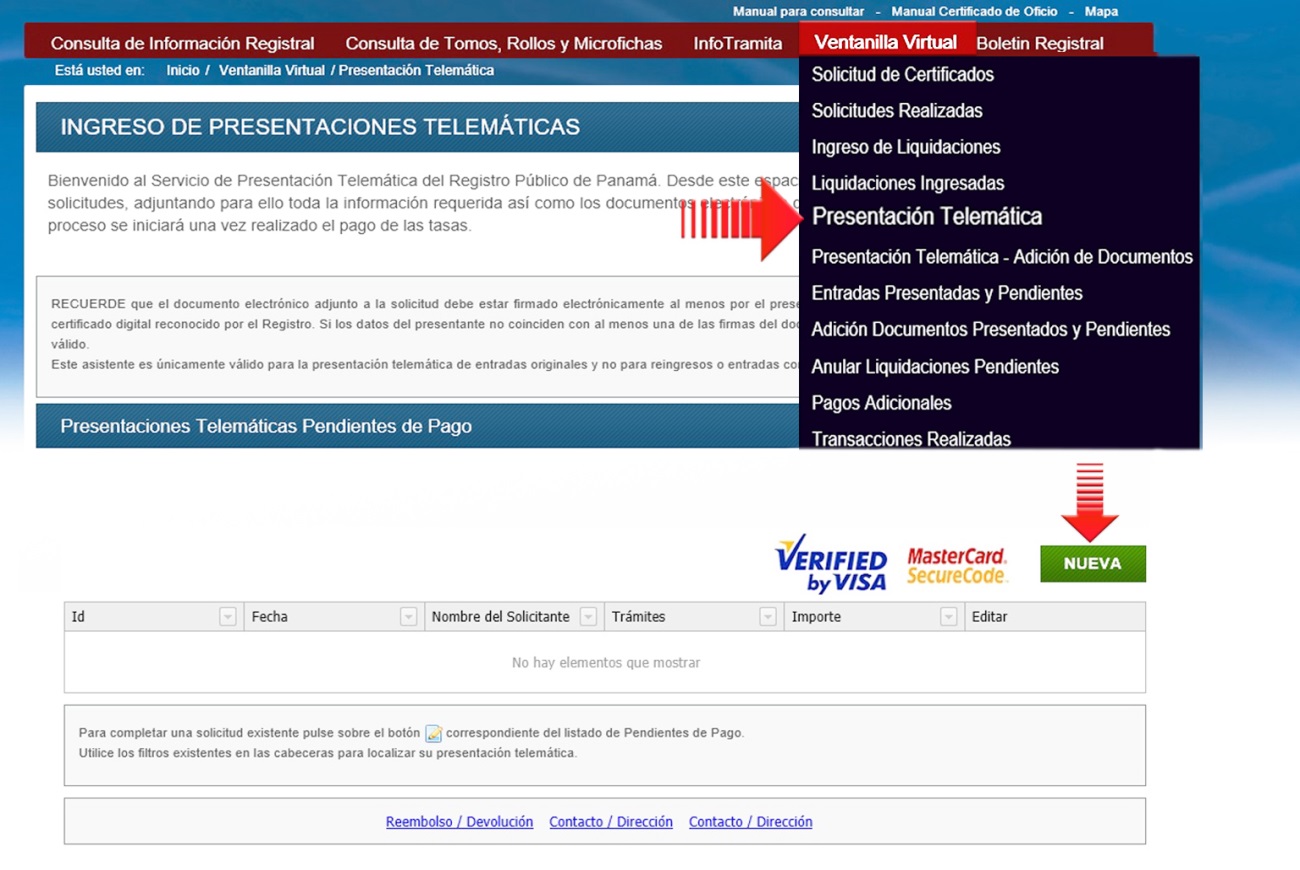 Manual para consultar - Manual Certificado de Oficio - Mapa
Consulta de Información Registral Consulta de Tomos, Rollos y Microfichas InfoTramita Ventanilla Virtual Boletin Registral
Está usted en: Inicio / Ventanilla Virtual / Presentación Telemática
Solicitud de Certificados
Solicitudes Realizadas
Ingreso de Liquidaciones
Liquidaciones Ingresadas
Presentación Telemática
Presentación Telemática - Adición de Documentos
Entradas Presentadas y Pendientes
Adición Documentos Presentados y Pendientes
Anular Liquidaciones Pendientes
Pagos Adicionales
Transacciones Realizadas
INGRESO DE PRESENTACIONES TELEMÁTICAS
Bienvenido al Servicio de Presentación Telemática del Registro Público de Panamá. Desde este
solicitudes, adjuntando para ello toda la información requerida así como los documentos
proceso se iniciará una vez realizado el pago de las tasas.
RECUERDE que el documento electrónico adjunto a la solicitud debe estar firmado electrónicamente al menos por el
certificado digital reconocido por el Registro. Si los datos del presentante no coinciden con al menos una de las firmas del
válido.
Este asistente es únicamente válido para la presentación telemática de entradas originales y no para reingresos o entradas
Presentaciones Telemáticas Pendientes de Pago
VERIFIED
by VISA
MasterCard.
SecureCode.
NUEVA
Id Fecha Nombre del Solicitante Trámites Importe Editar
No hay elementos que mostrar
Para completar una solicitud existente pulse sobre el botón correspondiente del listado de Pendientes de Pago.
Utilice los filtros existentes en las cabeceras para localizar su presentación telemática.
Reembolso / Devolución Contacto / Dirección Contacto / Dirección